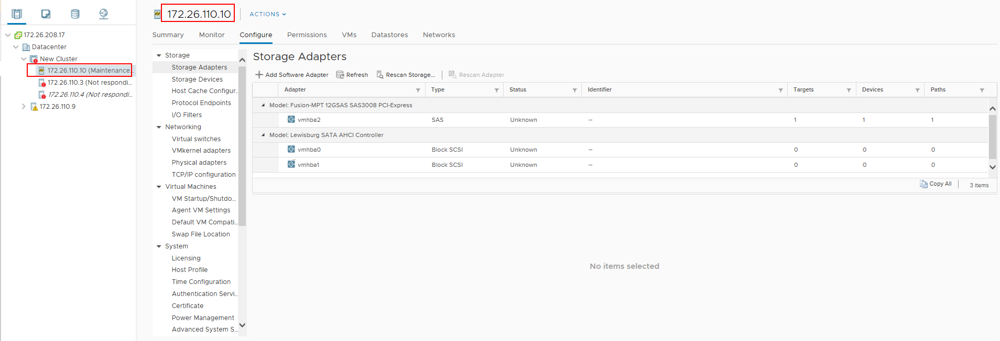 172.26.208.17
Datacenter
New Cluster
172.26.110.10 (Maintenance...
172.26.110.3 (Not respondi...
172.26.110.4 (Not respondi...
172.26.110.9
172.26.110.10
ACTIONS
Summary Monitor Configure Permissions VMs Datastores Networks
Storage
Storage Adapters
Storage Devices
Host Cache Configur...
Protocol Endpoints
I/O Filters
Networking
Virtual switches
VMkernel adapters
Physical adapters
TCP/IP configuration
Virtual Machines
VM Startup/Shutdo...
Agent VM Settings
Default VM Compati...
Swap File Location
System
Licensing
Host Profile
Time Configuration
Authentication Servi...
Certificate
Power Management
Advanced System S...
Storage Adapters
Add Software Adapter Refresh Rescan Storage... Rescan Adapter
Adapter Type Status Identifier Targets Devices Paths
Model: Fusion-MPT 12GSAS SAS3008 PCI-Express
vmhba2 SAS Unknown -- 1 1 1
Model: Lewisburg SATA AHCI Controller
vmhba0 Block SCSI Unknown -- 0 0 0
vmhba1 Block SCSI Unknown -- 0 0 0
Copy All 3 Items
No items selected